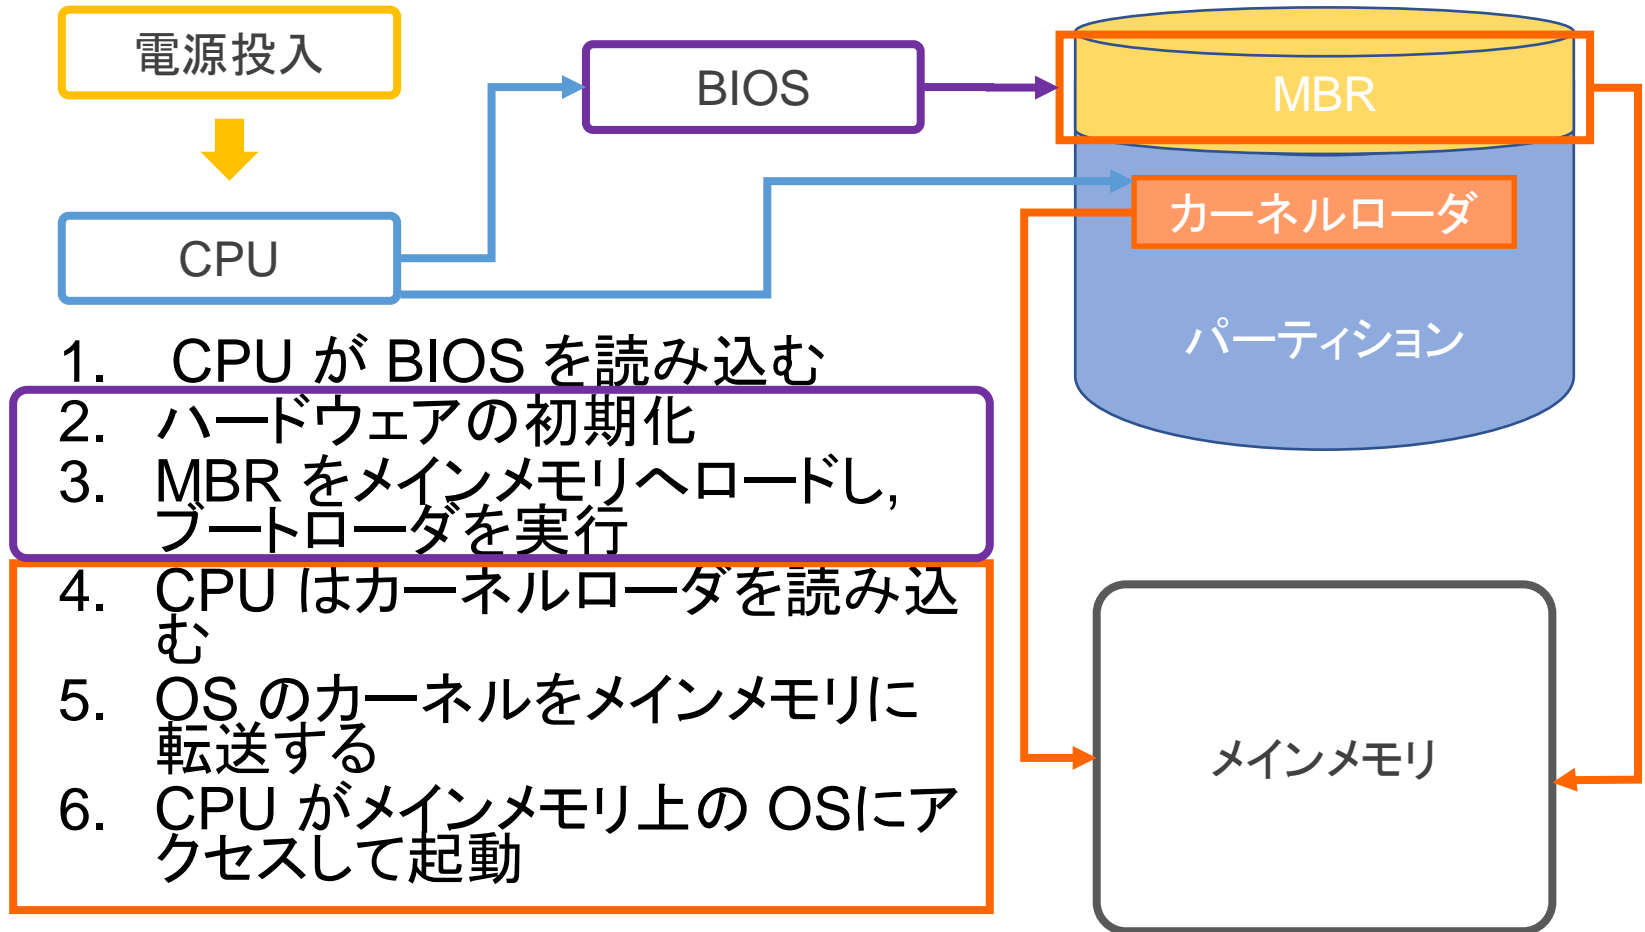 電源投入
BIOS
MBR
CPU
カーネルローダ
パーティション
1. CPU が BIOS を読み込む
2. ハードウェアの初期化
3. MBR をメインメモリへロードし,
ブートローダを実行
4. CPU はカーネルローダを読み込
む
5. OS のカーネルをメインメモリに
転送する
6. CPU がメインメモリ上の OSにア
クセスして起動
メインメモリ